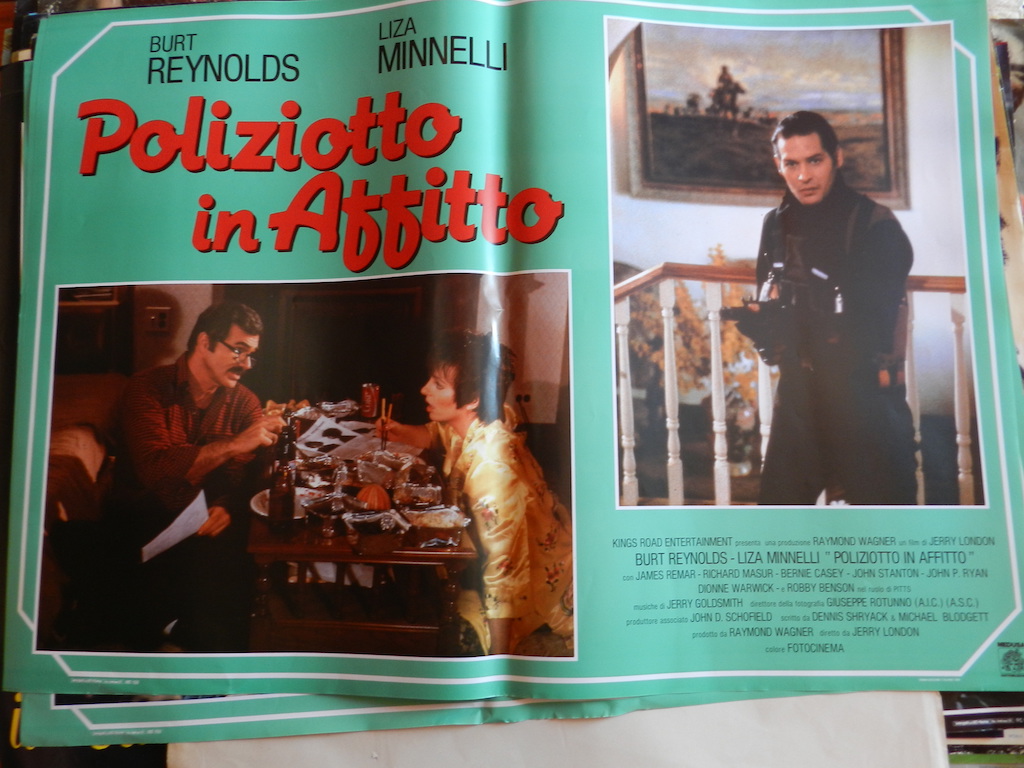 BURT
REYNOLDS
LIZA
MINNELLI
Poliziotto
in Affitto
KINGS ROAD ENTERTAINMENT presenta una produzione RAYMOND WAGNER un film di JERRY LONDON
BURT REYNOLDS - LIZA MINNELLI " POLIZIOTTO IN AFFITTO "
con JAMES REMAR - RICHARD MASUR - BERNIE CASEY - JOHN STANTON - JOHN P. RYAN
DIONNE WARWICK - e ROBBY BENSON nel ruolo di PITTS
musiche di JERRY GOLDSMITH direttore della fotografia GIUSEPPE ROTUNNO (A.I.C.) (A.S.C.)
produttore associato JOHN D. SCHOFIELD scritto da DENNIS SHRYACK & MICHAEL BLODGETT
prodotto da RAYMOND WAGNER diretto da JERRY LONDON
colore FOTOCINEMA
MEDUSA